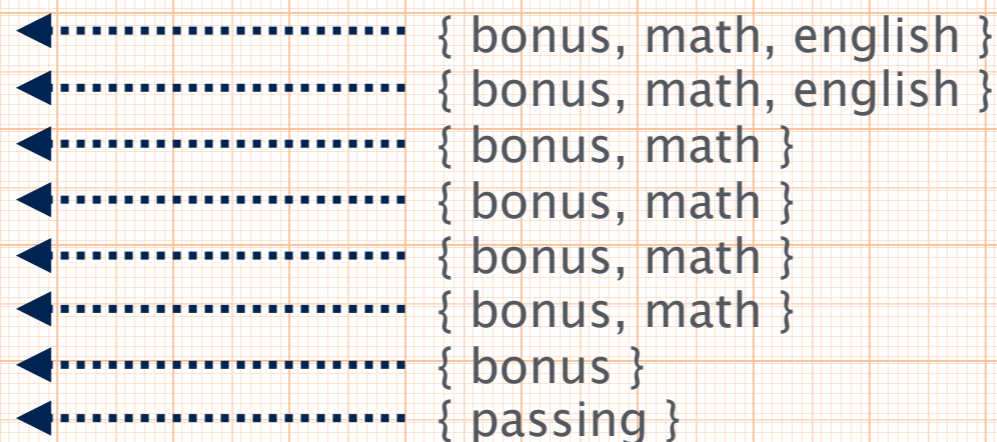 { bonus, math, english }
{ bonus, math, english }
{ bonus, math }
{ bonus, math }
{ bonus, math }
{ bonus, math }
{ bonus }
{ passing }